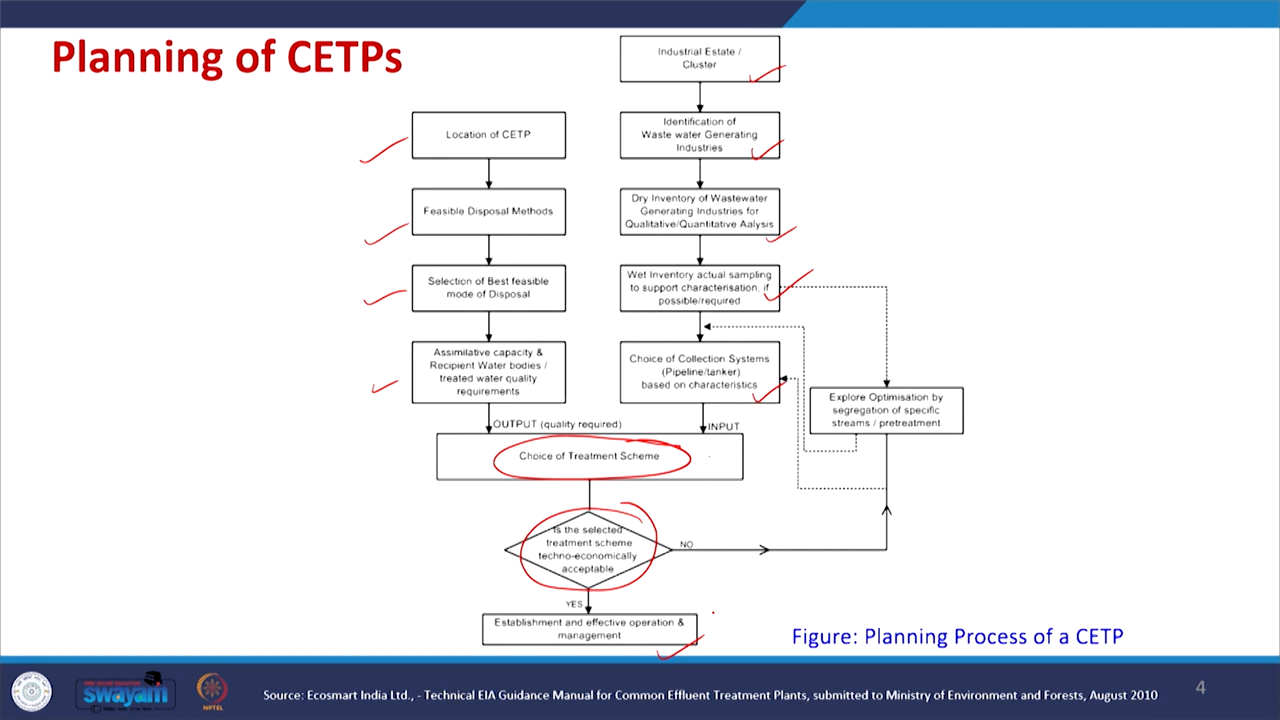 Planning of CETPs
Industrial Estate /
Cluster
Identification of
Waste water Generating
Industries
Dry Inventory of Wastewater
Generating Industries for
Qualitative/Quantitative Aalysis
Wet Inventory actual sampling
to support characterisation, if
possible/required
Choice of Collection Systems
(Pipeline/tanker)
based on characteristics
Location of CETP
Feasible Disposal Methods
Selection of Best feasible
mode of Disposal
Assimilative capacity &
Recipient Water bodies /
treated water quality
requirements
Explore Optimisation by
segregation of specific
streams / pretreatment
OUTPUT (quality required)
INPUT
Choice of Treatment Scheme
Is the selected
treatment scheme
techno-economically
acceptable
NO
YES
Establishment and effective operation &
management
Figure: Planning Process of a CETP
swayam
NPTEL
Source: Ecosmart India Ltd., - Technical EIA Guidance Manual for Common Effluent Treatment Plants, submitted to Ministry of Environment and Forests, August 2010
4